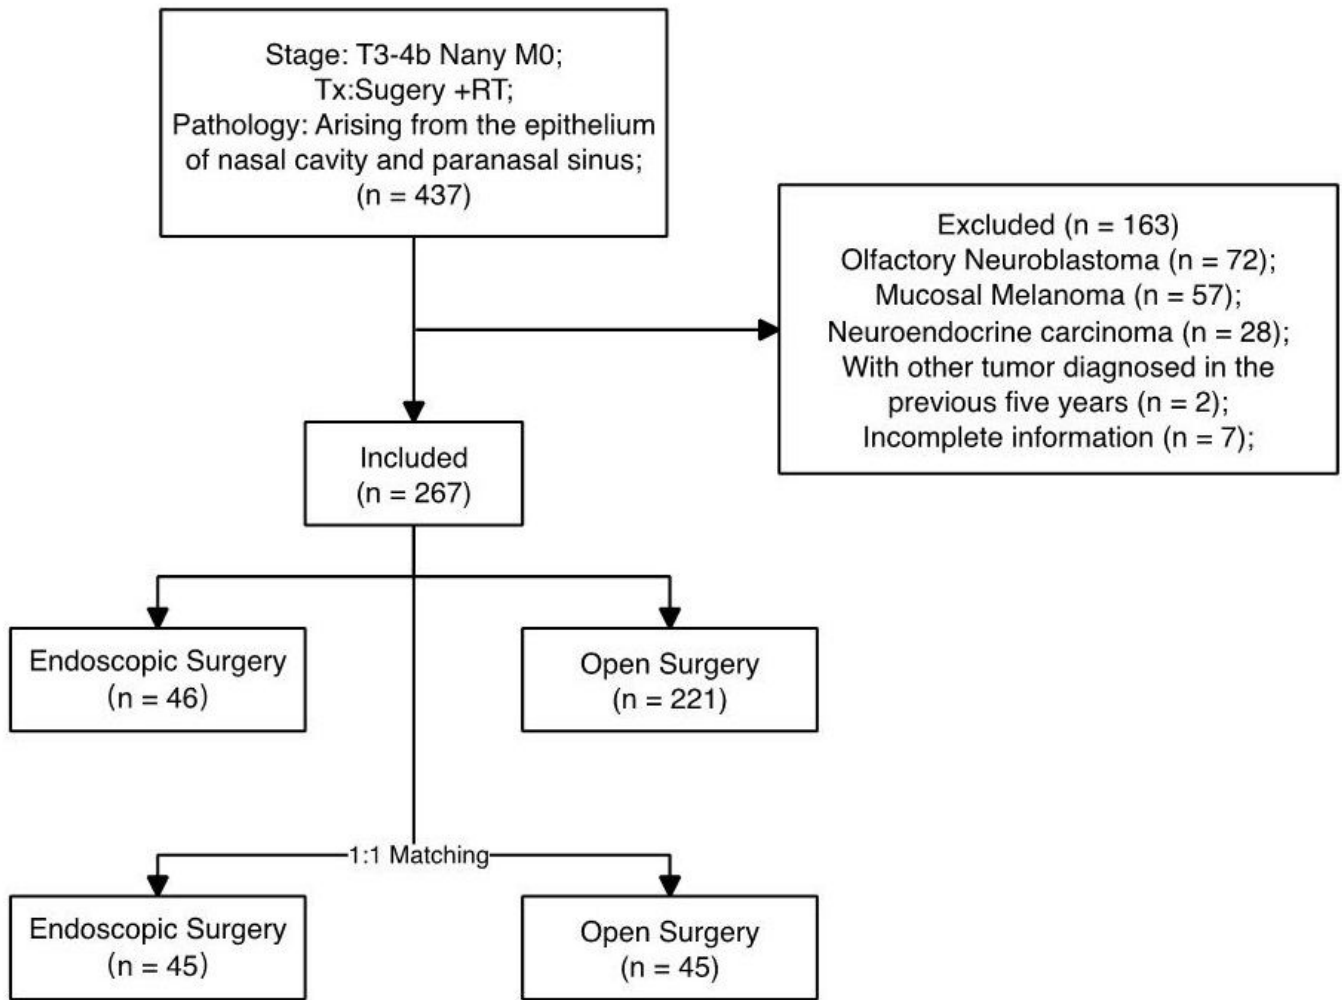 Stage: T3-4b Nany M0;
Tx:Sugery +RT;
Pathology: Arising from the epithelium
of nasal cavity and paranasal sinus;
(n = 437)
Excluded (n = 163)
Olfactory Neuroblastoma (n = 72);
Mucosal Melanoma (n = 57);
Neuroendocrine carcinoma (n = 28);
With other tumor diagnosed in the
previous five years (n = 2);
Incomplete information (n = 7);
Included
(n = 267)
Endoscopic Surgery
(n = 46)
Open Surgery
(n = 221)
1:1 Matching
Endoscopic Surgery
(n = 45)
Open Surgery
(n = 45)